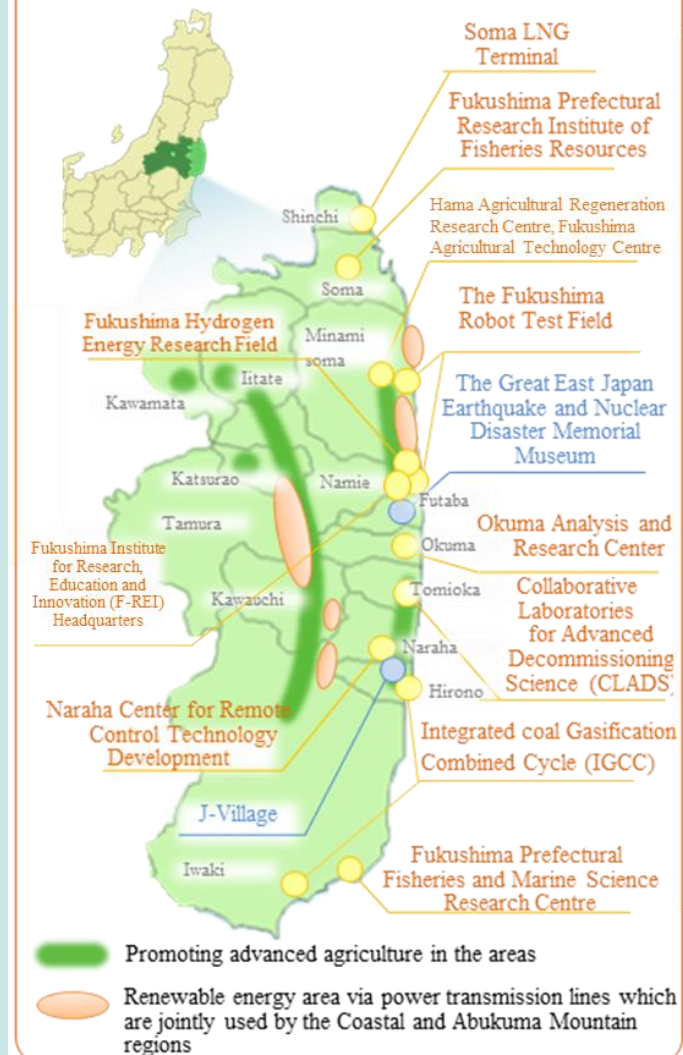 Soma LNG
Terminal
Fukushima Prefectural
Research Institute of
Fisheries Resources
Hama Agricultural Regeneration
Research Centre, Fukushima
Agricultural Technology Centre
Shinchi
Soma
The Fukushima
Robot Test Field
Fukushima Hydrogen
Energy Research Field
Minami
soma
Iitate
Kawamata
The Great East Japan
Earthquake and Nuclear
Disaster Memorial
Museum
Katsurao
Namie
Futaba
Tamura
Okuma Analysis and
Research Center
Okuma
Fukushima Institute
for Research,
Education and
Innovation (F-REI)
Headquarters
Kawauchi
Tomioka
Collaborative
Laboratories
for Advanced
Decommissioning
Science (CLADS)
Naraha
Hirono
Naraha Center for Remote
Control Technology
Development
Integrated coal Gasification
Combined Cycle (IGCC)
J-Village
Iwaki
Fukushima Prefectural
Fisheries and Marine Science
Research Centre
Promoting advanced agriculture in the areas
Renewable energy area via power transmission lines which
are jointly used by the Coastal and Abukuma Mountain
regions